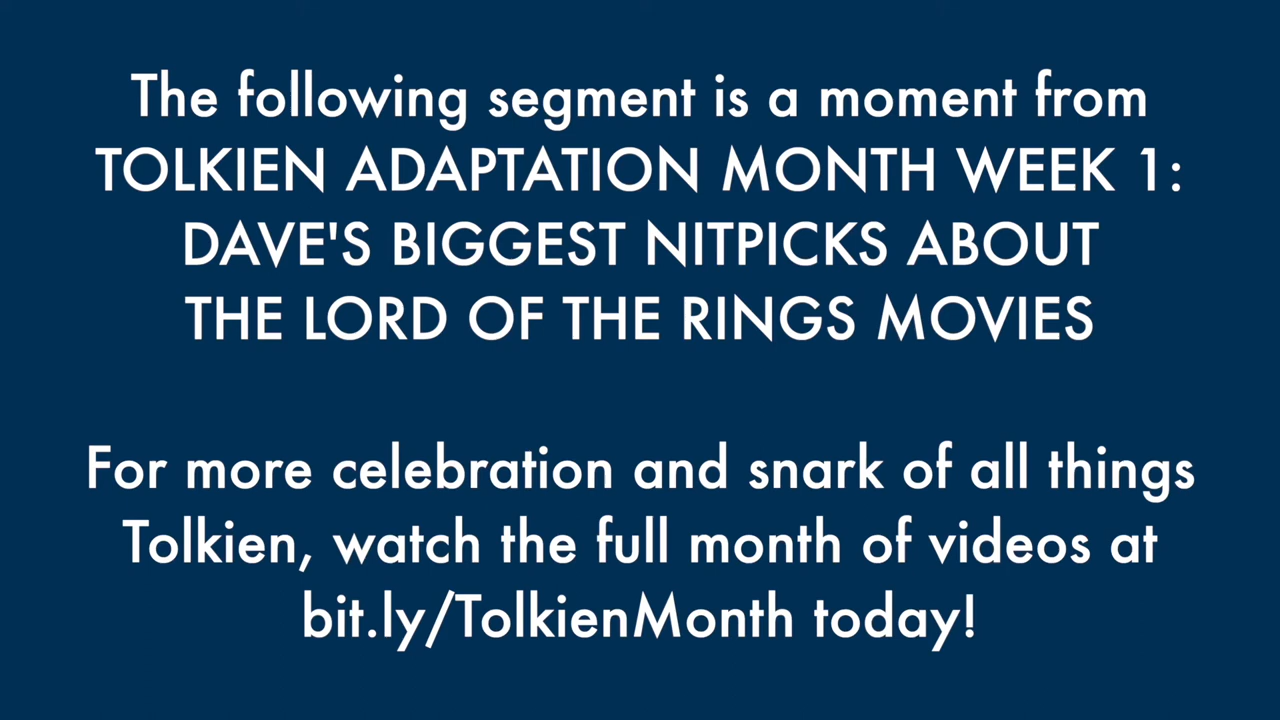 The following segment is a moment from
TOLKIEN ADAPTATION MONTH WEEK 1:
DAVE'S BIGGEST NITPICKS ABOUT
THE LORD OF THE RINGS MOVIES
For more celebration and snark of all things
Tolkien, watch the full month of videos at
bit.ly/TolkienMonth today!